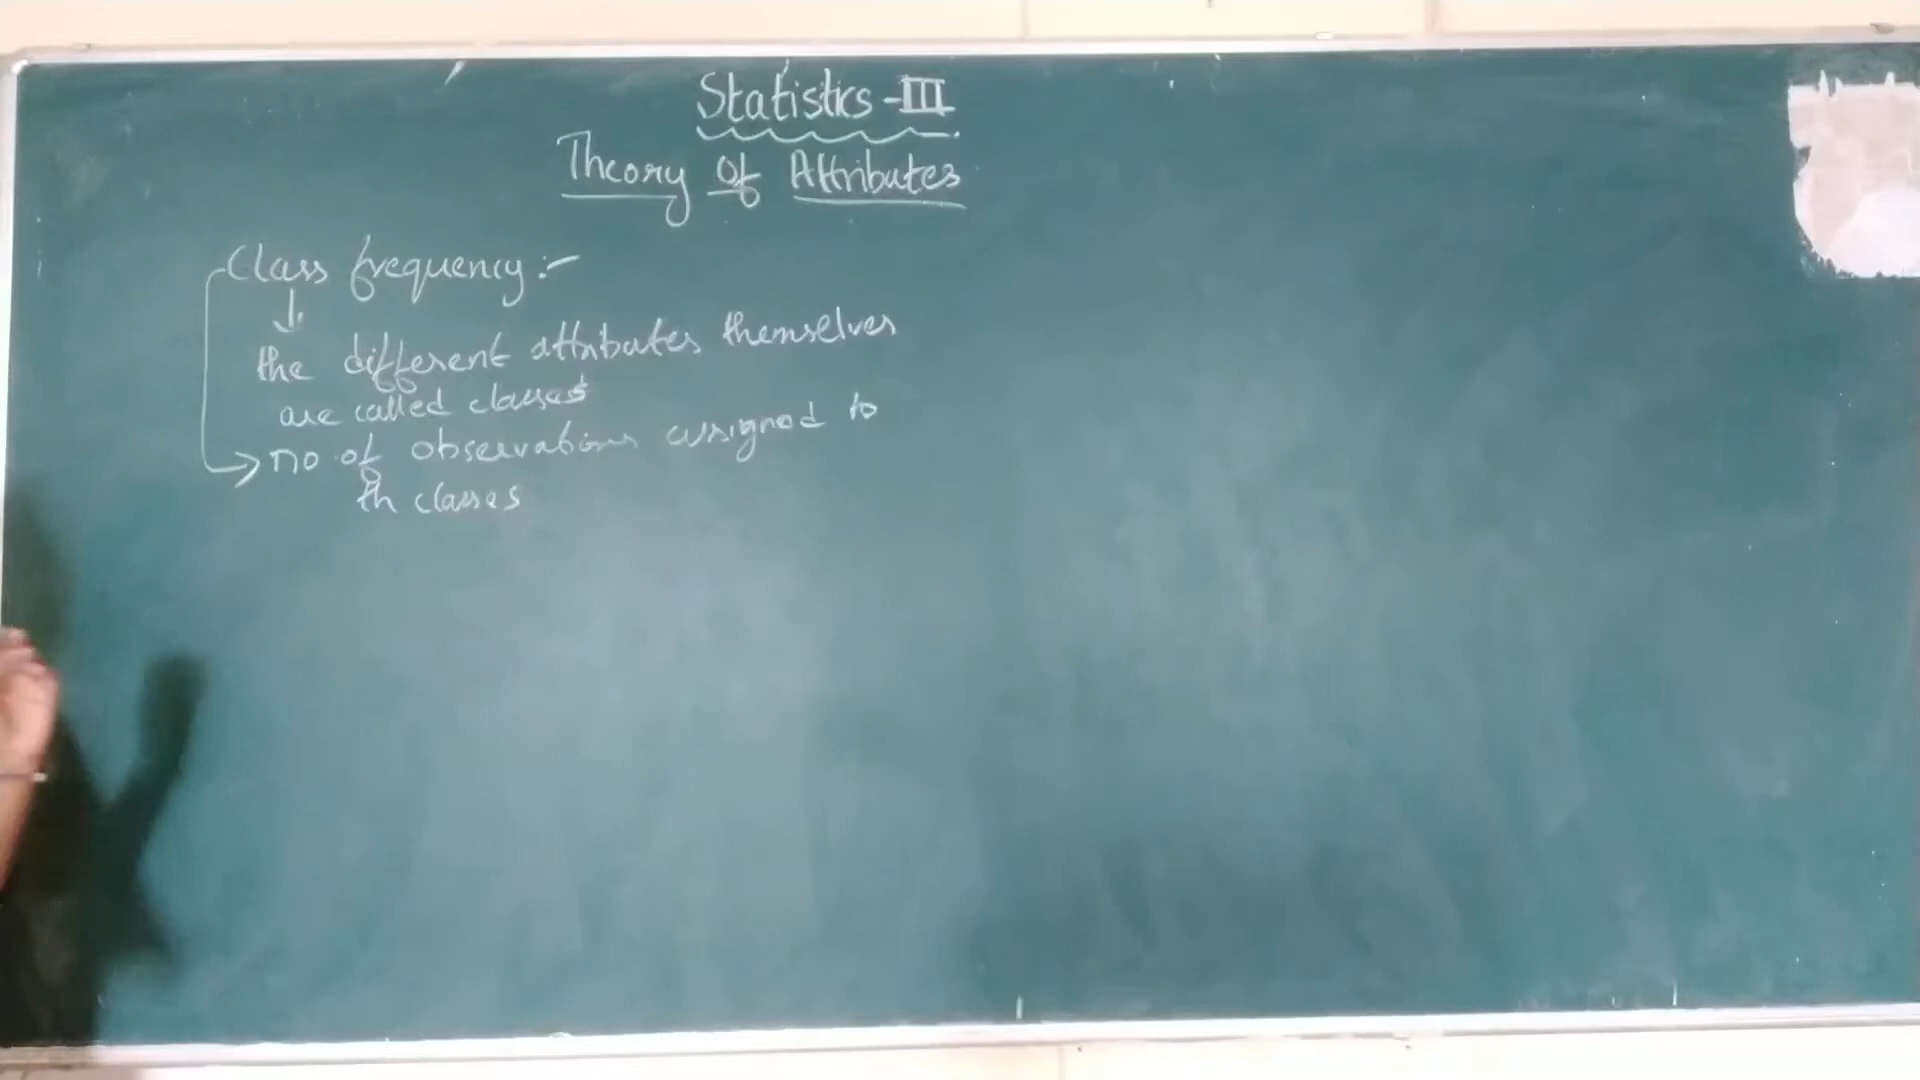 Statistics-III
Theory of Attributes
Class frequency:-
the different attributes themselves
are called classes
no of observations assigned to
th classes